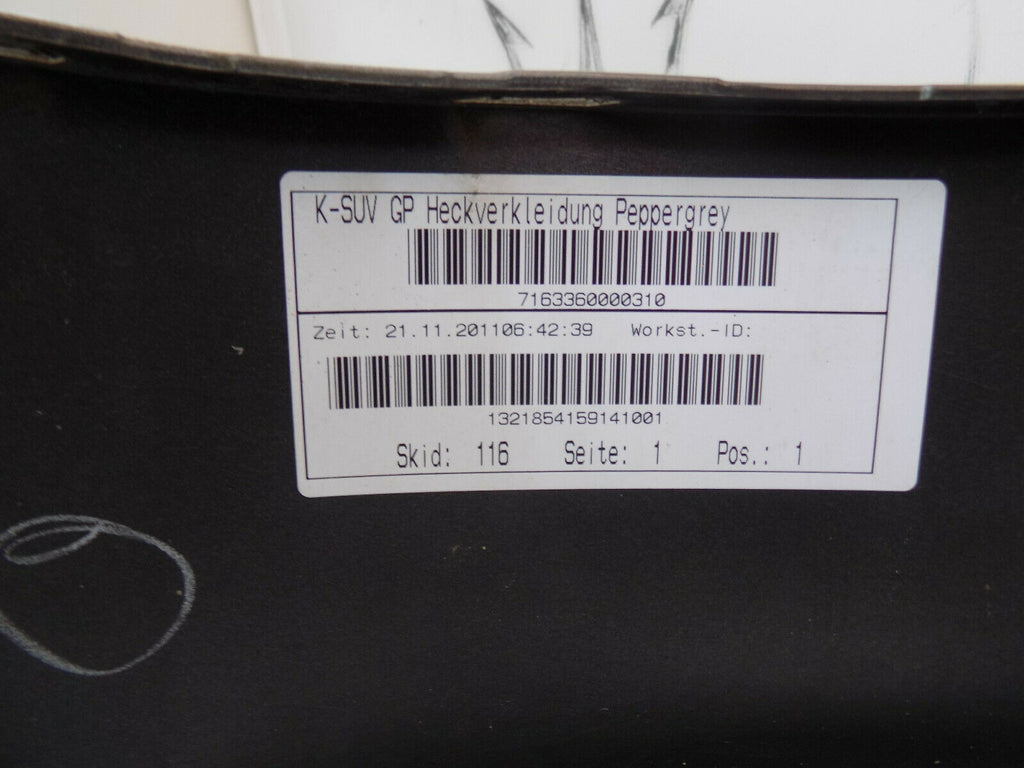 K-SUV GP Heckverkleidung Peppergrey
7163360000310
Zeit: 21.11.201106:42:39 Workst.-ID:
1321854159141001
Skid: 116 Seite: 1 Pos.: 1